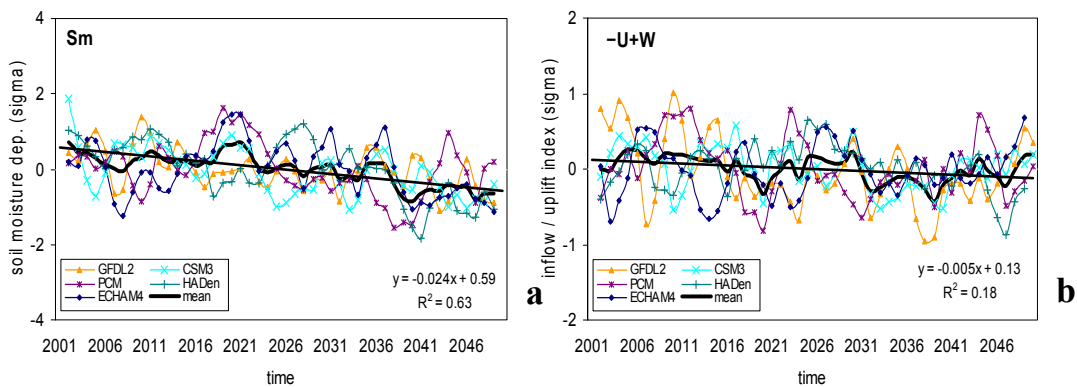 Sm
soil moisture dep. (sigma)
4
2
0
-2
-4
GFDL2
CSM3
PCM
HADen
ECHAM4
mean
y = -0.024x + 0.59
R2 = 0.63
2001 2006 2011 2016 2021 2026 2031 2036 2041 2046
time
a
−U+W
inflow / uplift index (sigma)
2
1
0
-1
-2
GFDL2
CSM3
PCM
HADen
ECHAM4
mean
y = -0.005x + 0.13
R2 = 0.18
2001 2006 2011 2016 2021 2026 2031 2036 2041 2046
time
b